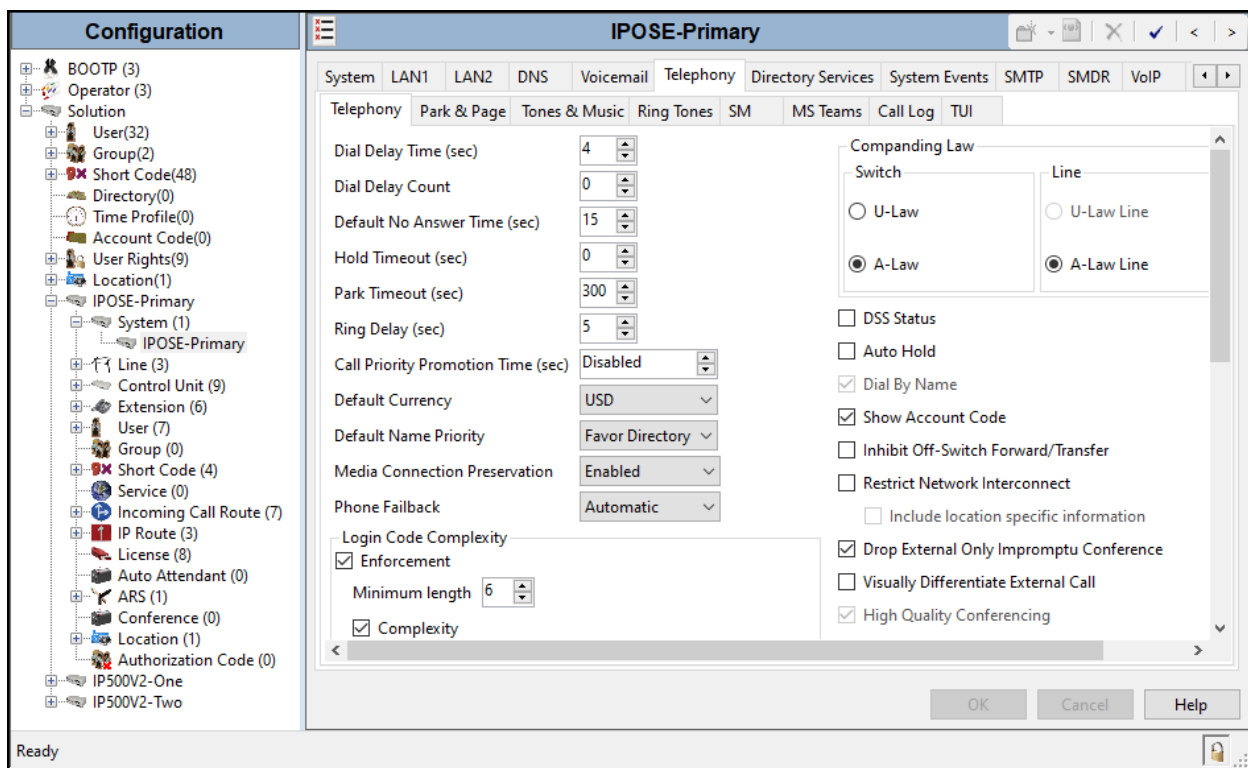 Configuration
BOOTP (3)
Operator (3)
Solution
User(32)
Group(2)
Short Code(48)
Directory(0)
Time Profile(0)
Account Code(0)
User Rights(9)
Location(1)
IPOSE-Primary
System (1)
IPOSE-Primary
Line (3)
Control Unit (9)
Extension (6)
User (7)
Group (0)
Short Code (4)
Service (0)
Incoming Call Route (7)
IP Route (3)
License (8)
Auto Attendant (0)
ARS (1)
Conference (0)
Location (1)
Authorization Code (0)
IP500V2-One
IP500V2-Two
IPOSE-Primary
System LAN1 LAN2 DNS Voicemail Telephony Directory Services System Events SMTP SMDR VoIP
Telephony Park & Page Tones & Music Ring Tones SM MS Teams Call Log TUI
Dial Delay Time (sec) 4
Dial Delay Count 0
Default No Answer Time (sec) 15
Hold Timeout (sec) 0
Park Timeout (sec) 300
Ring Delay (sec) 5
Call Priority Promotion Time (sec) Disabled
Default Currency USD
Default Name Priority Favor Directory
Media Connection Preservation Enabled
Phone Failback Automatic
Login Code Complexity
Enforcement
Minimum length 6
Complexity
Companding Law
Switch Line
U-Law U-Law Line
A-Law A-Law Line
DSS Status
Auto Hold
Dial By Name
Show Account Code
Inhibit Off-Switch Forward/Transfer
Restrict Network Interconnect
Include location specific information
Drop External Only Impromptu Conference
Visually Differentiate External Call
High Quality Conferencing
OK Cancel Help
Ready